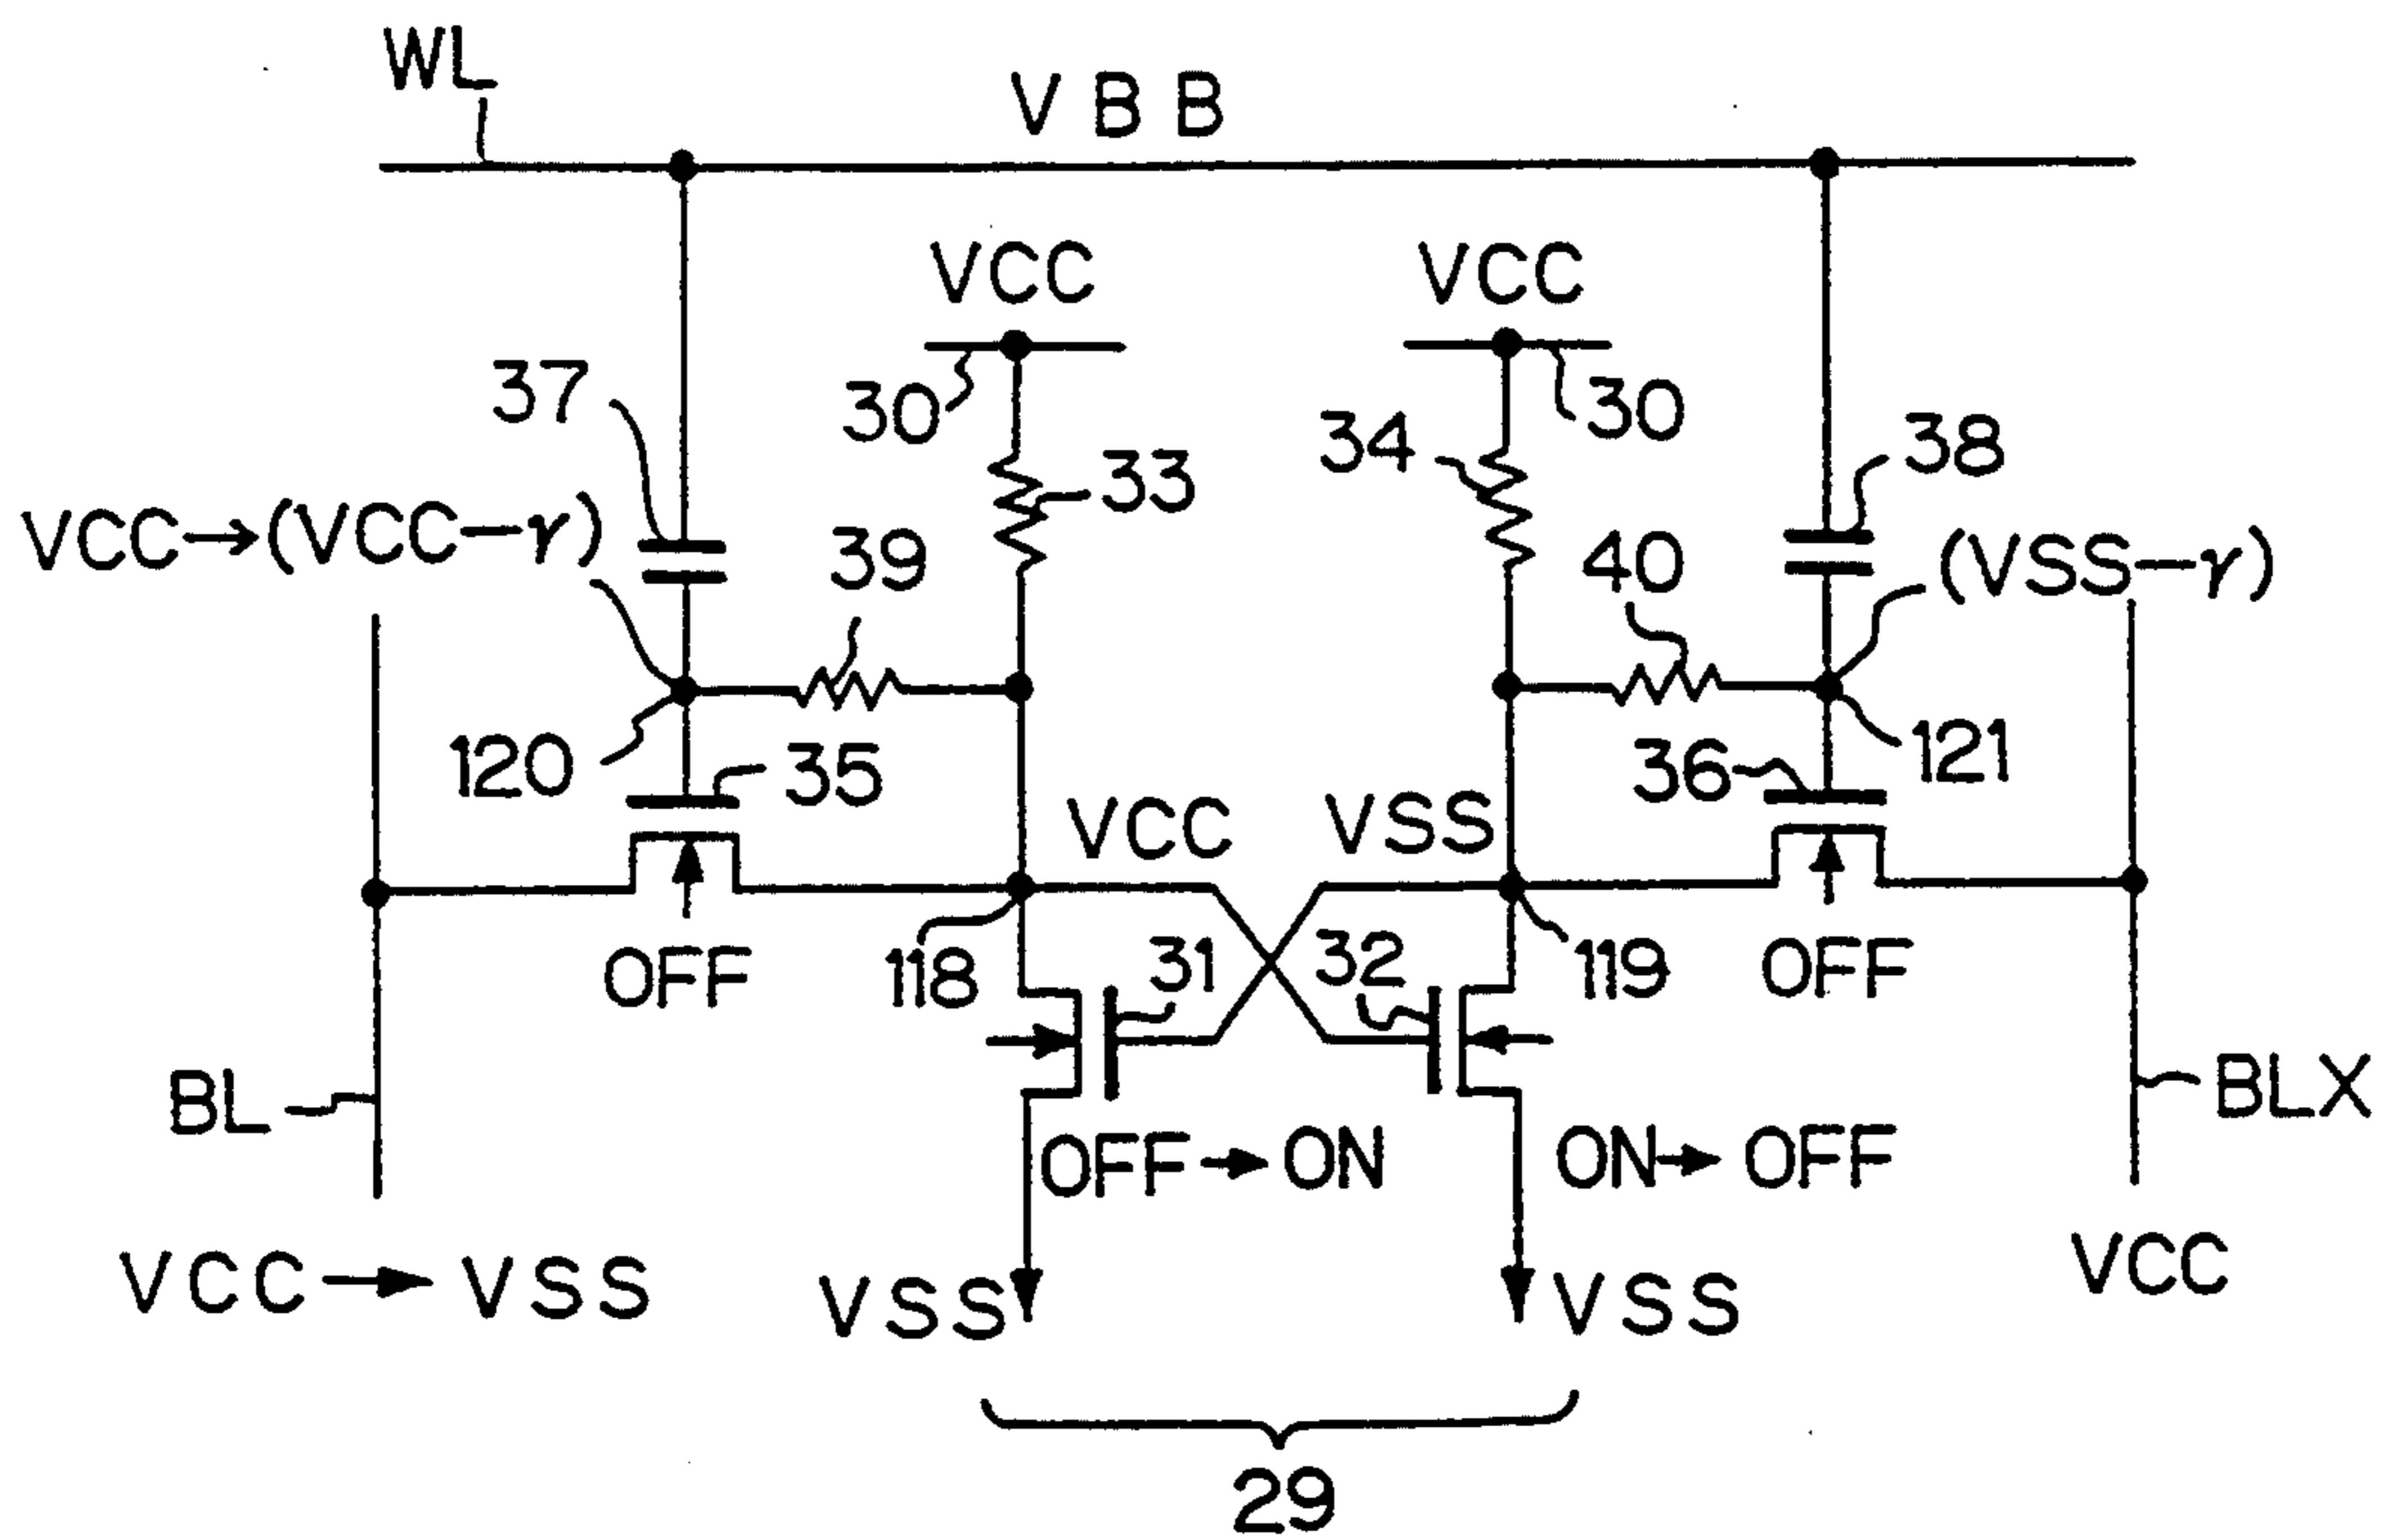 WL
VBB
VCC
VCC
37
30
30
34
38
33
VCC→(VCC−γ)
39
40
(VSS−γ)
120
35
36
121
VCC
VSS
OFF
118
31
32
119
OFF
BL
BLX
OFF→ON
ON→OFF
VCC→VSS
VSS
VSS
VCC
29